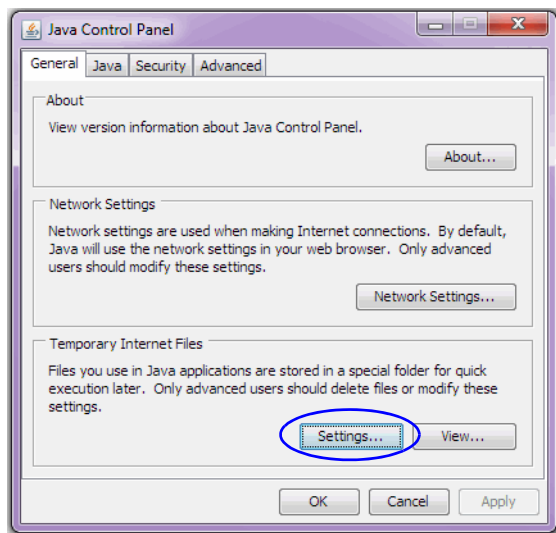 Java Control Panel
General Java Security Advanced
About
View version information about Java Control Panel.
About...
Network Settings
Network settings are used when making Internet connections. By default,
Java will use the network settings in your web browser. Only advanced
users should modify these settings.
Network Settings...
Temporary Internet Files
Files you use in Java applications are stored in a special folder for quick
execution later. Only advanced users should delete files or modify these
settings.
Settings... View...
OK Cancel Apply